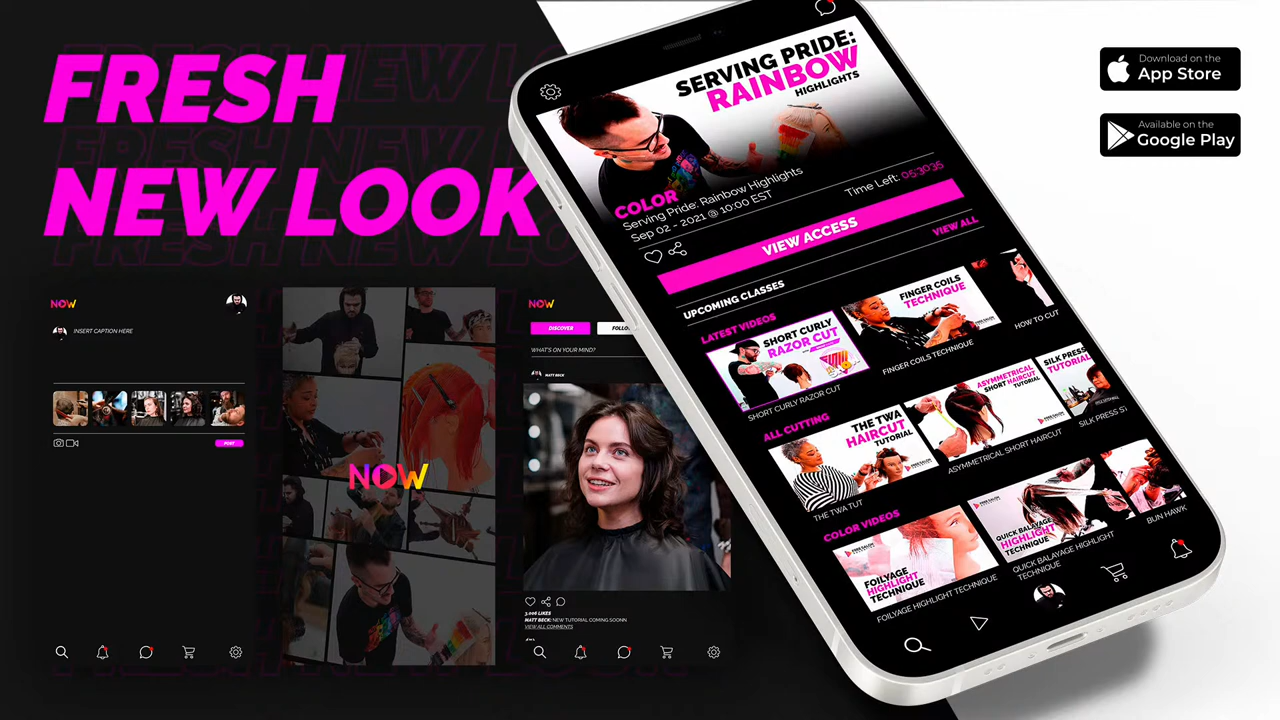 FRESH
NEW LOOK
NOW
INSERT CAPTION HERE
POST
NOW
NOW
DISCOVER
WHAT'S ON YOUR MIND?
MATT BECK
3,006 LIKES
MATT BECK: NEW TUTORIAL COMING SOONN
VIEW ALL COMMENTS
SERVING PRIDE:
RAINBOW
HIGHLIGHTS
COLOR
Serving Pride: Rainbow Highlights
Sep 02 - 2021 @ 10:00 EST
Time Left: 05:30:35
VIEW ACCESS
VIEW ALL
UPCOMING CLASSES
LATEST VIDEOS
SHORT CURLY
RAZOR CUT
SHORT CURLY RAZOR CUT
FINGER COILS
TECHNIQUE
FINGER COILS TECHNIQUE
HOW TO CUT
ALL CUTTING
THE TWA
HAIRCUT
TUTORIAL
THE TWA TUT
ASYMMETRICAL
SHORT HAIRCUT
TUTORIAL
ASYMMETRICAL SHORT HAIRCUT
SILK PRESS
TUTORIAL
SILK PRESS
COLOR VIDEOS
FOILYAGE
HIGHLIGHT
TECHNIQUE
FOILYAGE HIGHLIGHT TECHNIQUE
QUICK BALAYAGE
HIGHLIGHT
TECHNIQUE
QUICK BALAYAGE HIGHLIGHT
TECHNIQUE
BUN HAWK
Download on the
App Store
Available on the
Google Play